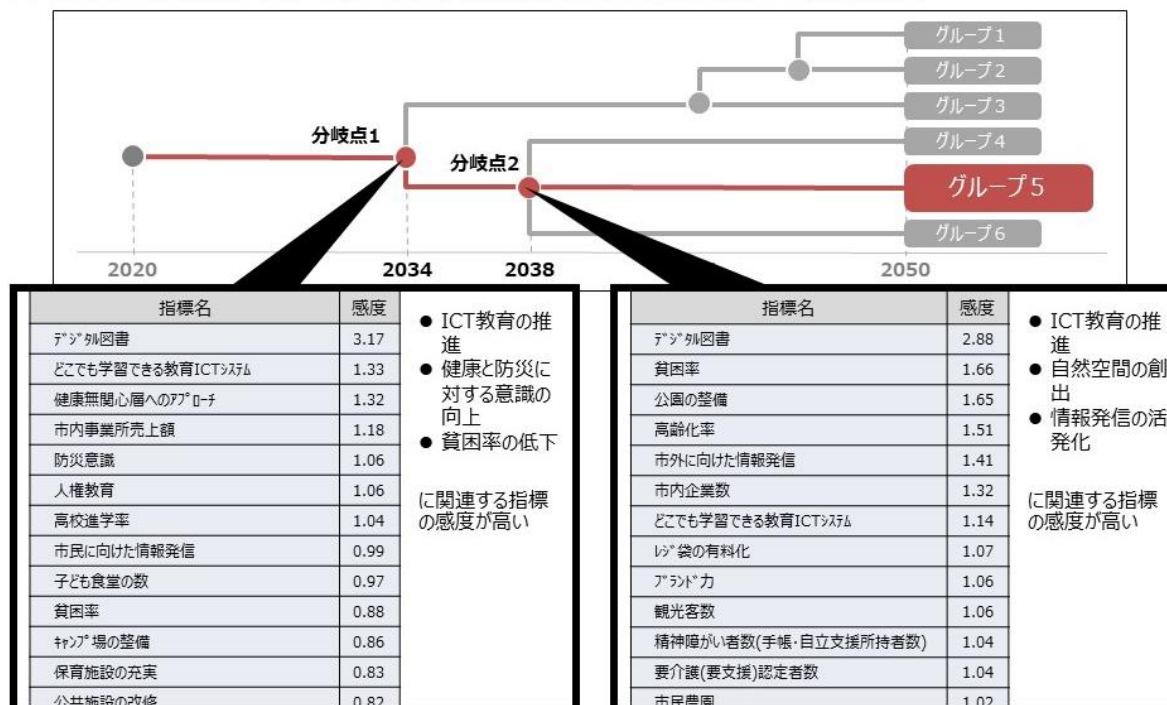 グループ1
グループ2
グループ3
分岐点1
グループ4
分岐点2
グループ5
グループ6
2020 2034 2038 2050
指標名 感度
デジタル図書 3.17
どこでも学習できる教育ICTシステム 1.33
健康無関心層へのアプローチ 1.32
市内事業所売上額 1.18
防災意識 1.06
人権教育 1.06
高校進学率 1.04
市民に向けた情報発信 0.99
子ども食堂の数 0.97
貧困率 0.88
キャンプ場の整備 0.86
保育施設の充実 0.83
公共施設の改修 0.82
● ICT教育の推
進
● 健康と防災に
対する意識の
向上
● 貧困率の低下
に関連する指標
の感度が高い
指標名 感度
デジタル図書 2.88
貧困率 1.66
公園の整備 1.65
高齢化率 1.51
市外に向けた情報発信 1.41
市内企業数 1.32
どこでも学習できる教育ICTシステム 1.14
レジ袋の有料化 1.07
ブランド力 1.06
観光客数 1.06
精神障がい者数(手帳・自立支援所持者数) 1.04
要介護(要支援)認定者数 1.04
市民農園 1.02
● ICT教育の推
進
● 自然空間の創
出
● 情報発信の活
発化
に関連する指標
の感度が高い